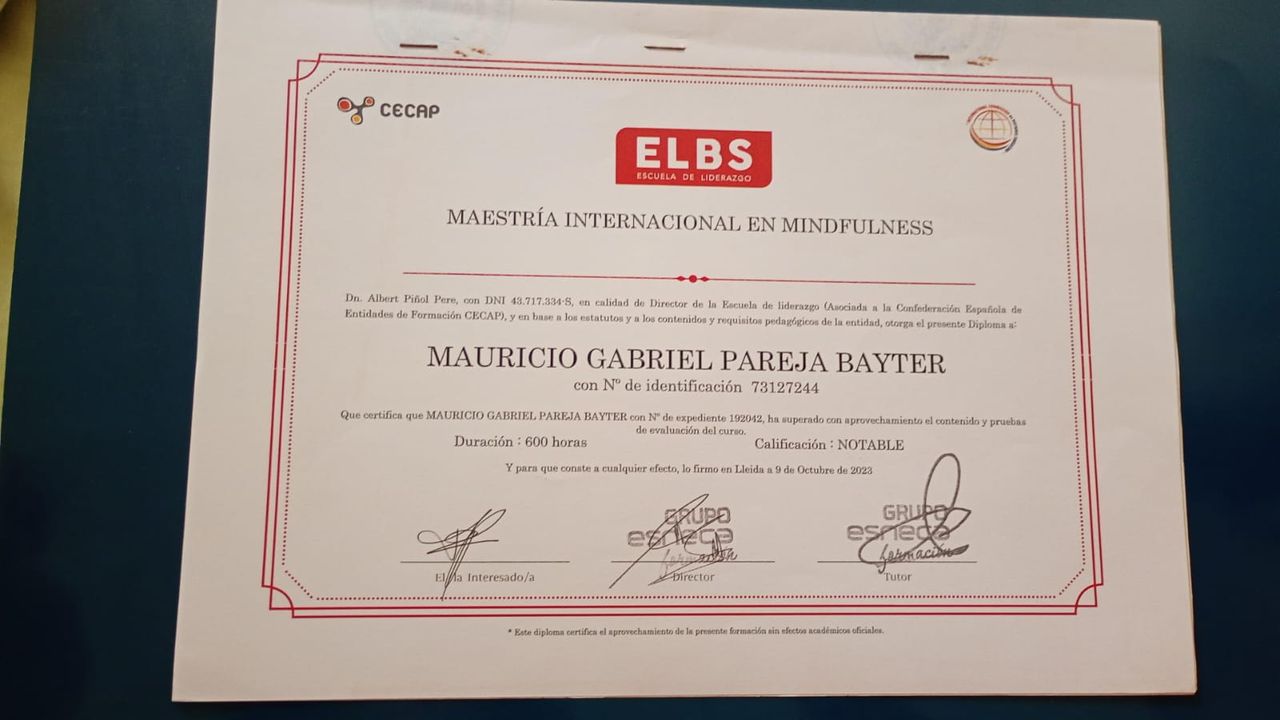 CECAP
ELBS
ESCUELA DE LIDERAZGO
MAESTRÍA INTERNACIONAL EN MINDFULNESS
Dn. Albert Piñol Pere, con DNI 43.717.334-S, en calidad de Director de la Escuela de liderazgo (Asociada a la Confederación Española de
Entidades de Formación CECAP), y en base a los estatutos y a los contenidos y requisitos pedagógicos de la entidad, otorga el presente Diploma a:
MAURICIO GABRIEL PAREJA BAYTER
con Nº de identificación 73127244
Que certifica que MAURICIO GABRIEL PAREJA BAYTER con Nº de expediente 192042, ha superado con aprovechamiento el contenido y pruebas
de evaluación del curso.
Duración : 600 horas Calificación : NOTABLE
Y para que conste a cualquier efecto, lo firmo en Lleida a 9 de Octubre de 2023
GRUPO GRUPO
esneca esneca
formación formación
El/la Interesado/a Director Tutor
* Este diploma certifica el aprovechamiento de la presente formación sin efectos académicos oficiales.